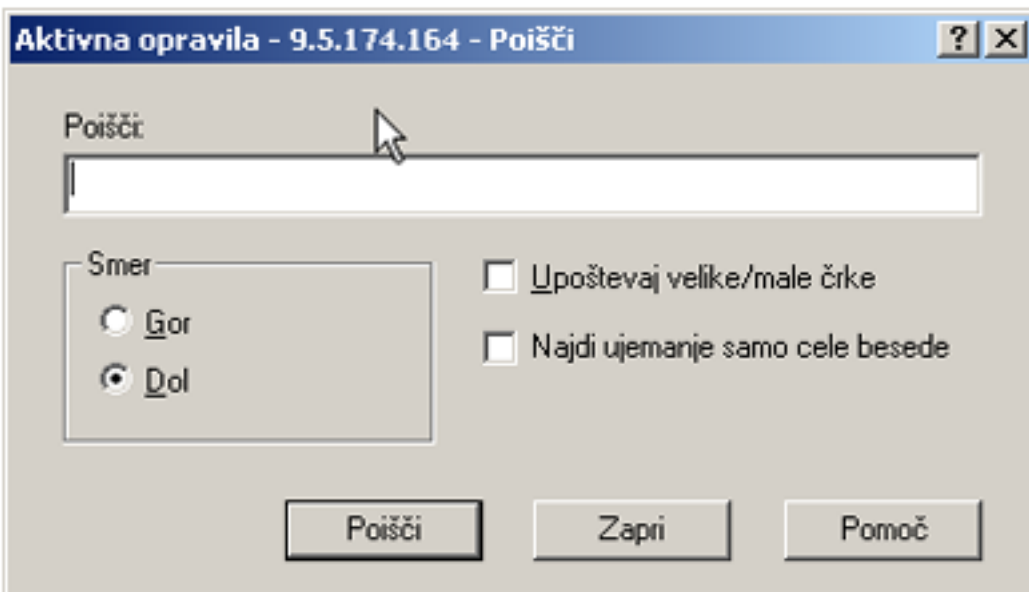 Aktivna opravila - 9.5.174.164 - Poišči
Poišči:
Smer
Gor
Dol
Upoštevaj velike/male črke
Najdi ujemanje samo cele besede
Poišči Zapri Pomoč